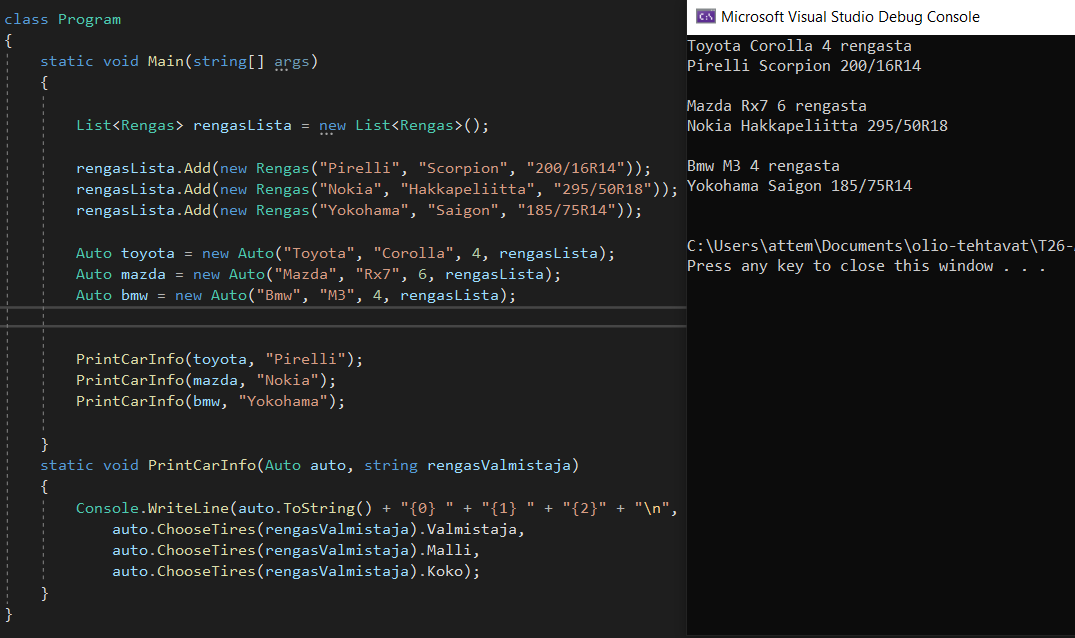 class Program
{
static void Main(string[] args)
{
List<Rengas> rengasLista = new List<Rengas>();
rengasLista.Add(new Rengas("Pirelli", "Scorpion", "200/16R14"));
rengasLista.Add(new Rengas("Nokia", "Hakkapeliitta", "295/50R18"));
rengasLista.Add(new Rengas("Yokohama", "Saigon", "185/75R14"));
Auto toyota = new Auto("Toyota", "Corolla", 4, rengasLista);
Auto mazda = new Auto("Mazda", "Rx7", 6, rengasLista);
Auto bmw = new Auto("Bmw", "M3", 4, rengasLista);
PrintCarInfo(toyota, "Pirelli");
PrintCarInfo(mazda, "Nokia");
PrintCarInfo(bmw, "Yokohama");
}
static void PrintCarInfo(Auto auto, string rengasValmistaja)
{
Console.WriteLine(auto.ToString() + "{0} " + "{1} " + "{2}" + "\n",
auto.ChooseTires(rengasValmistaja).Valmistaja,
auto.ChooseTires(rengasValmistaja).Malli,
auto.ChooseTires(rengasValmistaja).Koko);
}
}
C:\ Microsoft Visual Studio Debug Console
Toyota Corolla 4 rengasta
Pirelli Scorpion 200/16R14
Mazda Rx7 6 rengasta
Nokia Hakkapeliitta 295/50R18
Bmw M3 4 rengasta
Yokohama Saigon 185/75R14
C:\Users\attem\Documents\olio-tehtavat\T26-
Press any key to close this window . . .